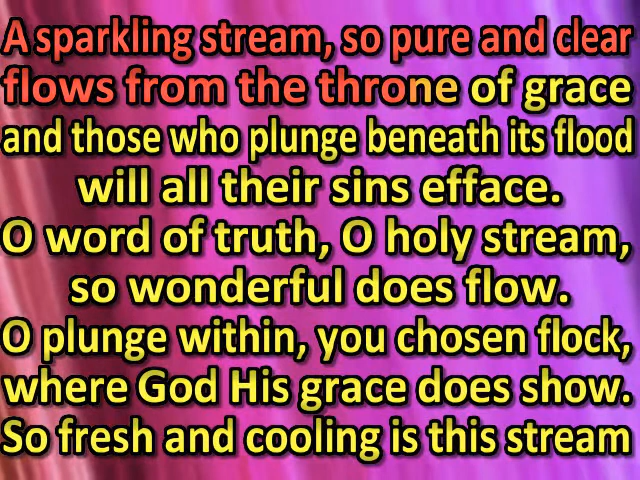 A sparkling stream, so pure and clear
flows from the throne of grace
and those who plunge beneath its flood
will all their sins efface.
O word of truth, O holy stream,
so wonderful does flow.
O plunge within, you chosen flock,
where God His grace does show.
So fresh and cooling is this stream